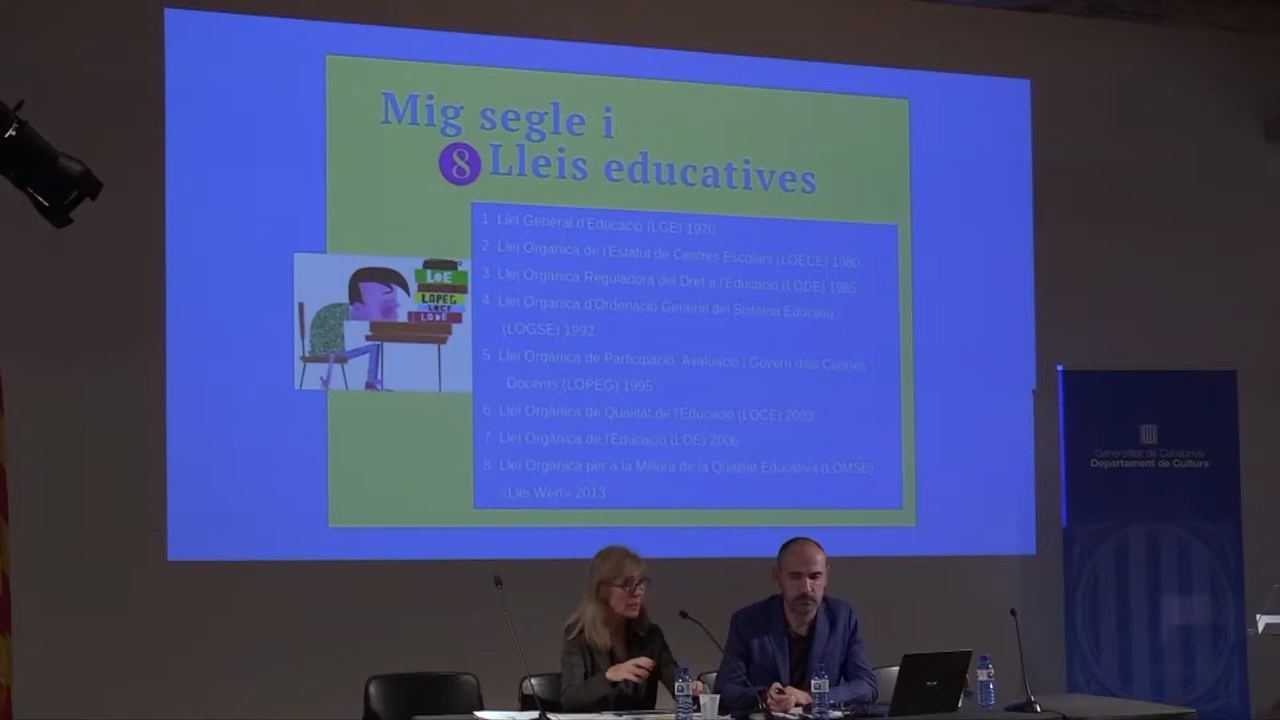 Mig segle i
8 Lleis educatives
1. Llei General d'Educació (LGE) 1970
2. Llei Orgànica de l'Estatut de Centres Escolars (LOECE) 1980
3. Llei Orgànica Reguladora del Dret a l'Educació (LODE) 1985
4. Llei Orgànica d'Ordenació General del Sistema Educatiu
(LOGSE) 1992
5. Llei Orgànica de Participació, Avaluació i Govern dels Centres
Docents (LOPEG) 1995
6. Llei Orgànica de Qualitat de l'Educació (LOCE) 2003
7. Llei Orgànica de l'Educació (LOE) 2006
8. Llei Orgànica per a la Millora de la Qualitat Educativa (LOMSE)
«Llei Wert» 2013
LOE
LOPEG
LOCE
LODE
Generalitat de Catalunya
Departament de Cultura